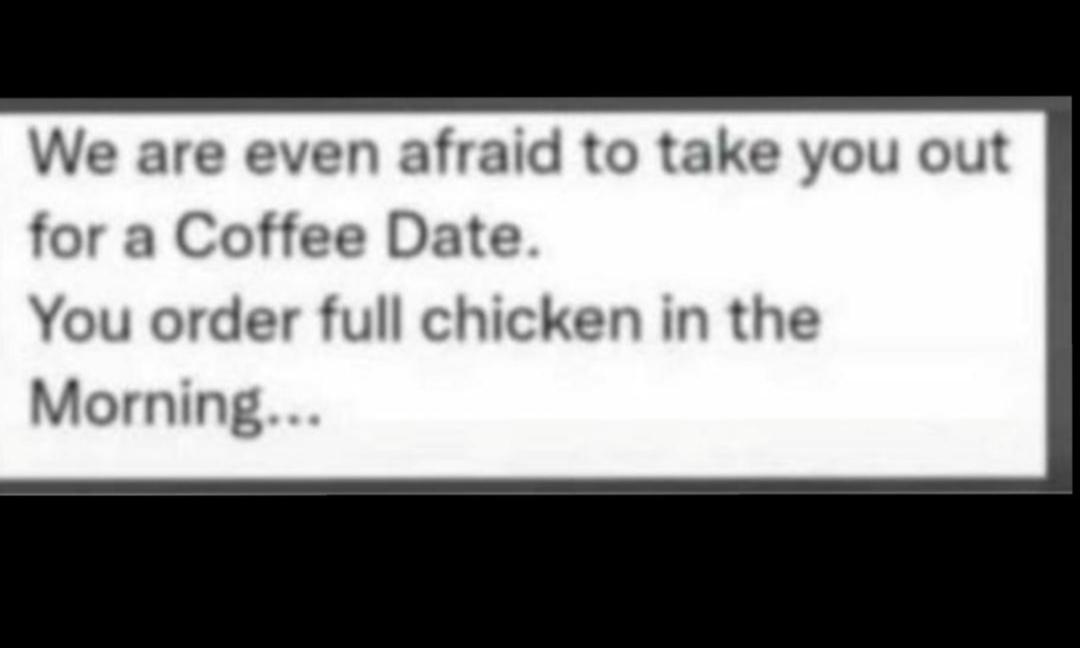 We are even afraid to take you out
for a Coffee Date.
You order full chicken in the
Morning...